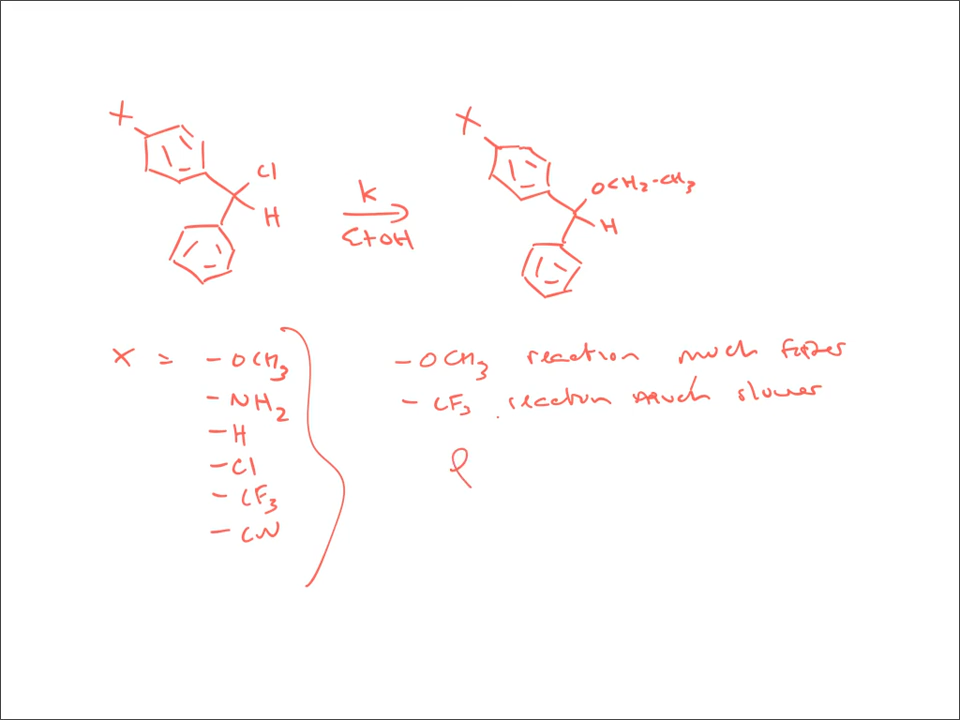 X
Cl
H
k
EtOH
X
OCH2-CH3
H
X = - OCH3
- NH2
- H
- Cl
- CF3
- CN
- OCH3 reaction much faster
- CF3 reaction much slower
ρ